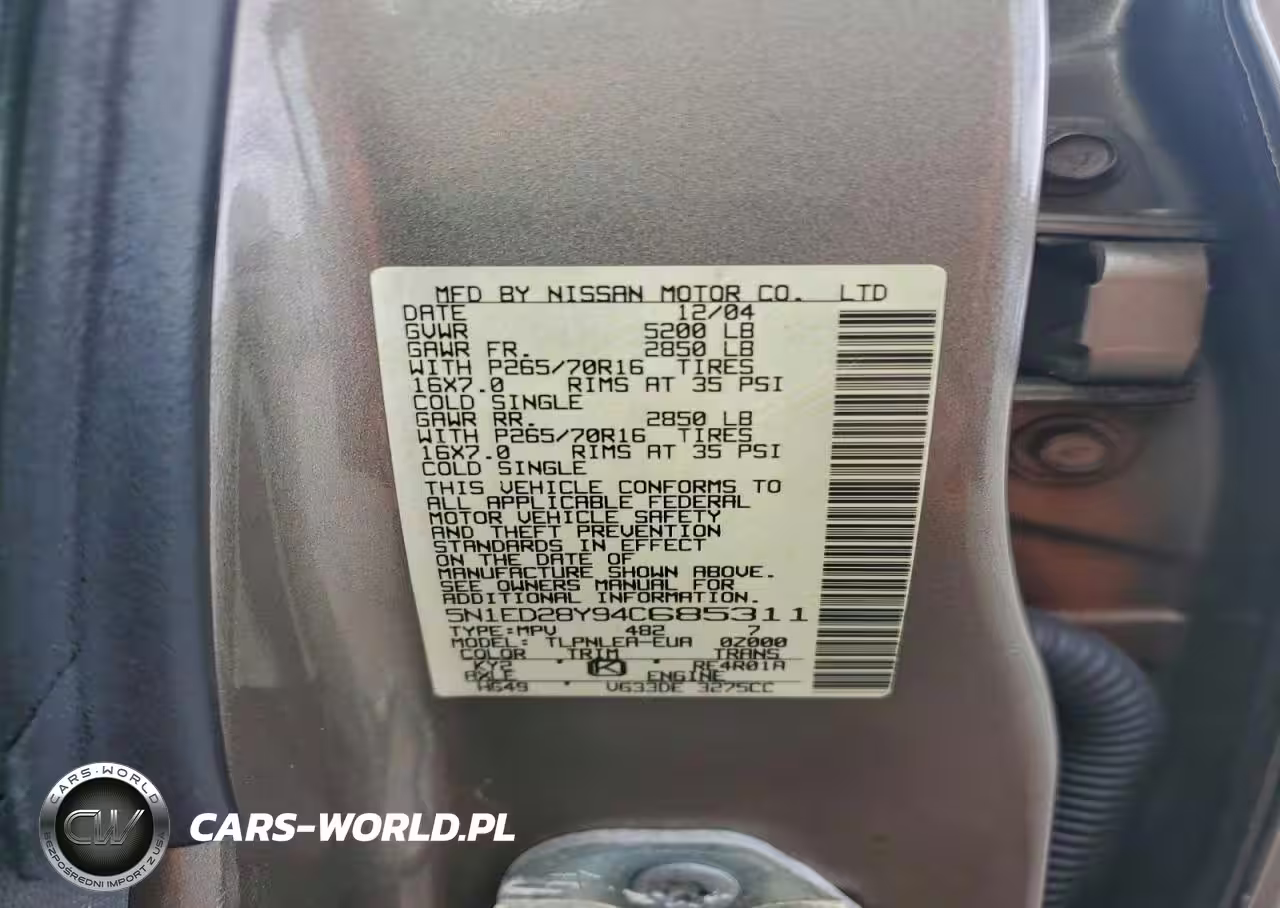 MFD BY NISSAN MOTOR CO. LTD
DATE 12/04
GVWR 5200 LB
GAWR FR. 2850 LB
WITH P265/70R16 TIRES
16X7.0 RIMS AT 35 PSI
COLD SINGLE
GAWR RR. 2850 LB
WITH P265/70R16 TIRES
16X7.0 RIMS AT 35 PSI
COLD SINGLE
THIS VEHICLE CONFORMS TO
ALL APPLICABLE FEDERAL
MOTOR VEHICLE SAFETY
AND THEFT PREVENTION
STANDARDS IN EFFECT
ON THE DATE OF
MANUFACTURE SHOWN ABOVE.
SEE OWNERS MANUAL FOR
ADDITIONAL INFORMATION.
5N1ED28Y94C685311
TYPE:MPV 482 7
MODEL: TLPNLEA-EUA 0Z000
COLOR TRIM TRANS
KY2 K RE4R01A
AXLE ENGINE
HG49 VG33DE 3275CC
CARS-WORLD
CW
BEZPOŚREDNI IMPORT Z USA
CARS-WORLD.PL